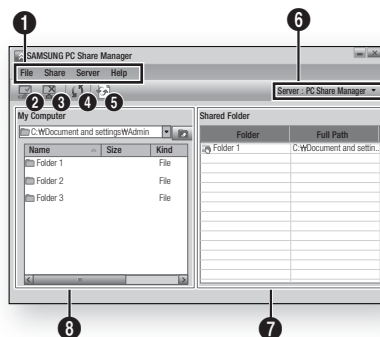 1
6
SAMSUNG PC Share Manager
File Share Server Help
2 3 4 5
Server : PC Share Manager
My Computer
Shared Folder
C:₩Document and settings₩Admin
Folder Full Path
Name Size Kind
Folder 1 C:₩Document and settin..
Folder 1 File
Folder 2 File
Folder 3 File
8
7